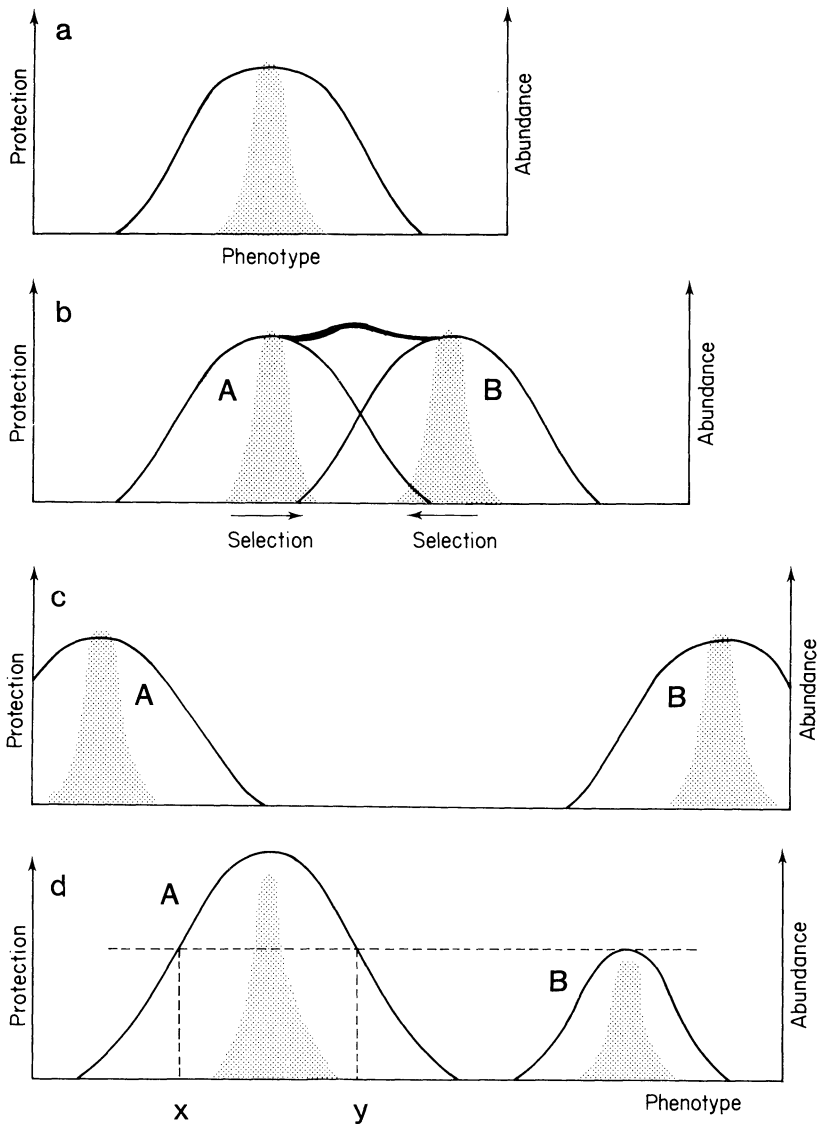 a
Protection
Abundance
Phenotype
b
A
B
Protection
Abundance
Selection
Selection
c
A
B
Protection
Abundance
d
A
B
Protection
Abundance
x
y
Phenotype